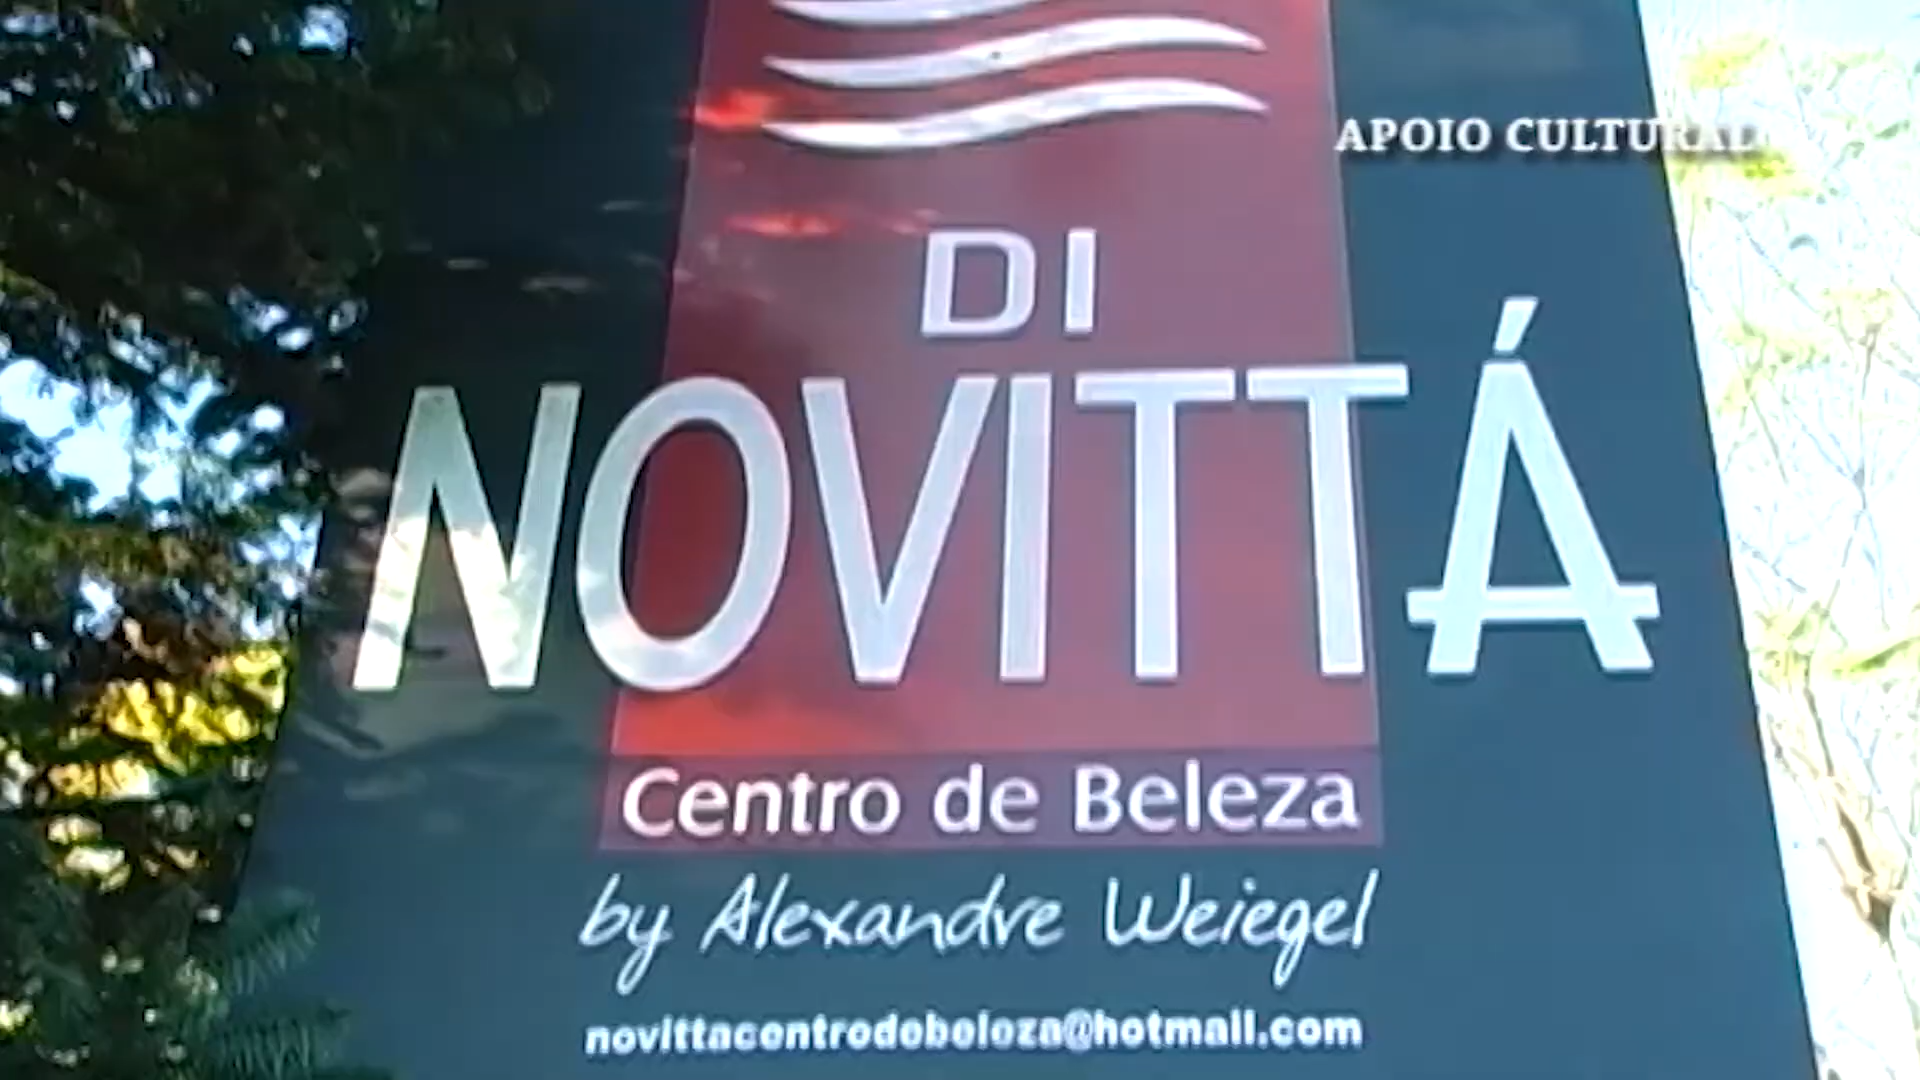 APOIO CULTURAL
DI
NOVITTÁ
Centro de Beleza
by Alexandre Weiegel
novittacentrodebeleza@hotmail.com